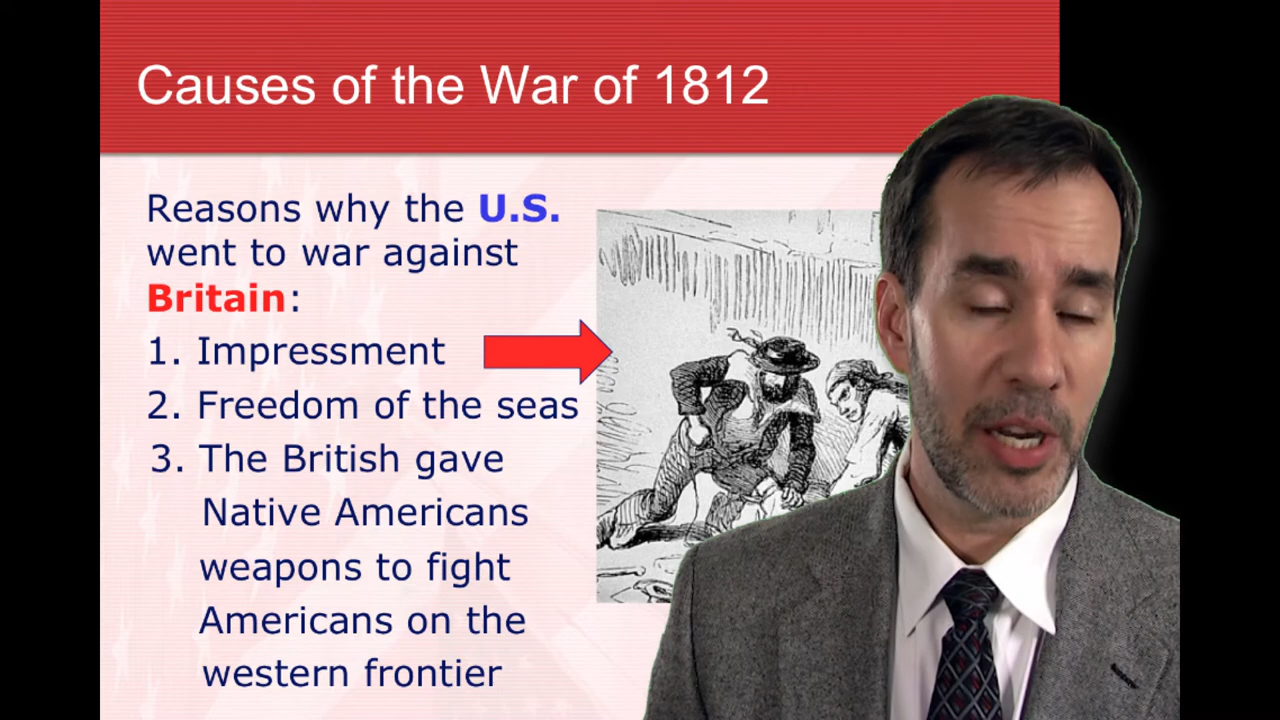 Causes of the War of 1812
Reasons why the U.S.
went to war against
Britain:
1. Impressment
2. Freedom of the seas
3. The British gave
Native Americans
weapons to fight
Americans on the
western frontier